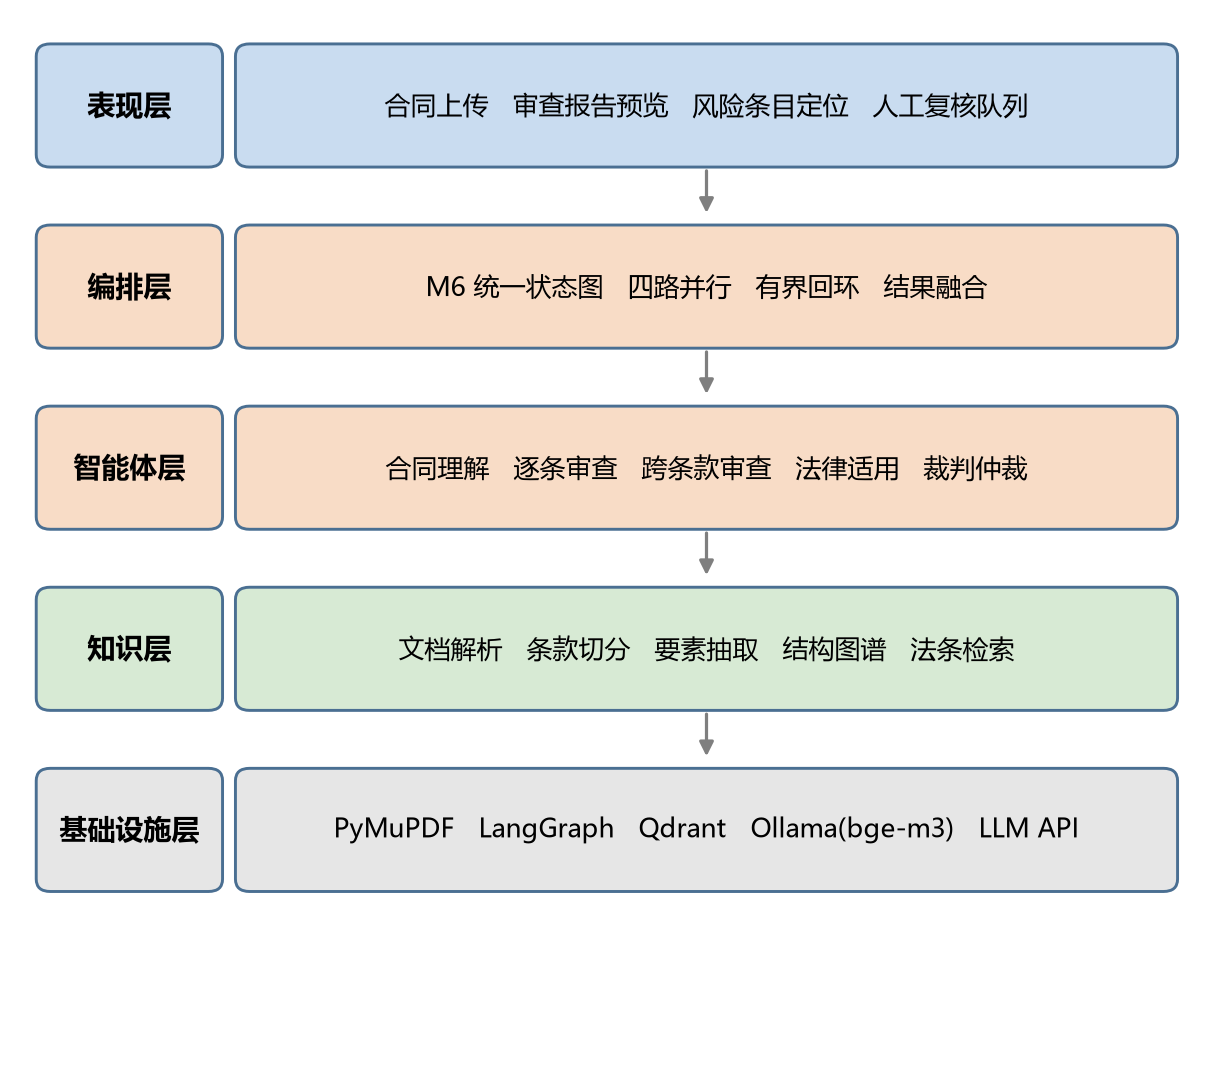 表现层
合同上传 审查报告预览 风险条目定位 人工复核队列
编排层
M6 统一状态图 四路并行 有界回环 结果融合
智能体层
合同理解 逐条审查 跨条款审查 法律适用 裁判仲裁
知识层
文档解析 条款切分 要素抽取 结构图谱 法条检索
基础设施层
PyMuPDF LangGraph Qdrant Ollama(bge-m3) LLM API